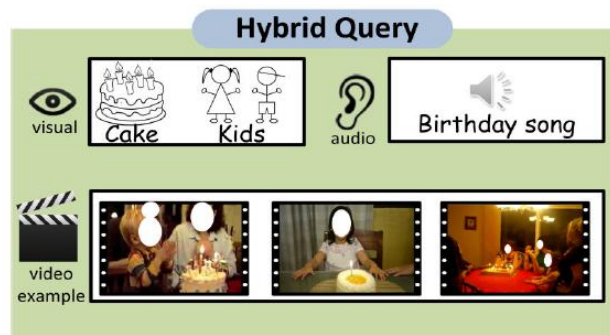 Hybrid Query
visual
Cake
Kids
audio
Birthday song
video
example